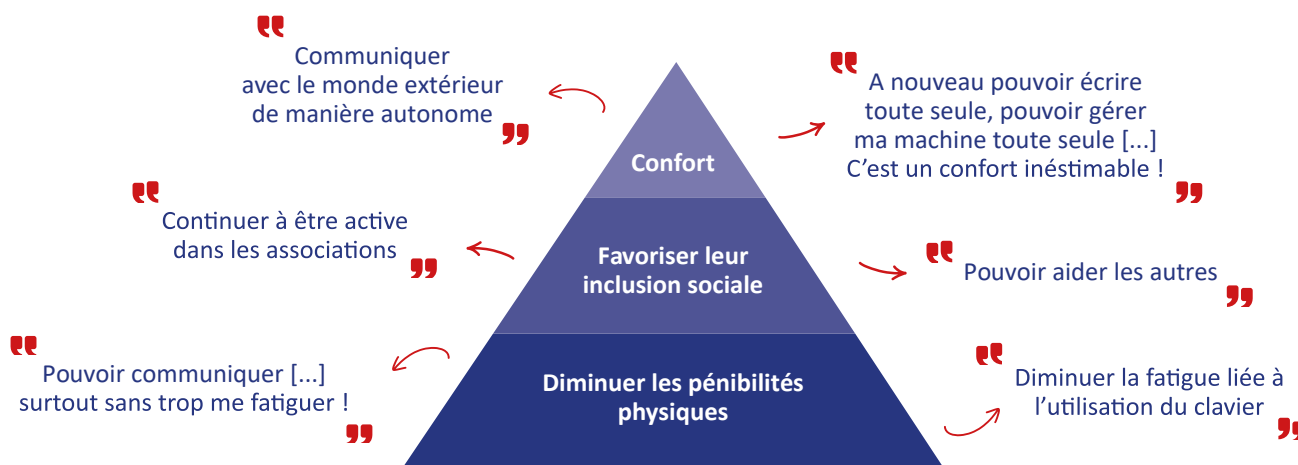 ❝
Communiquer
avec le monde extérieur
de manière autonome
❞
❝
A nouveau pouvoir écrire
toute seule, pouvoir gérer
ma machine toute seule [...]
C'est un confort inéstimable !
❞
Confort
❝
Continuer à être active
dans les associations
❞
Favoriser leur
inclusion sociale
❝
Pouvoir aider les autres
❞
❝
Pouvoir communiquer [...]
surtout sans trop me fatiguer !
❞
Diminuer les pénibilités
physiques
❝
Diminuer la fatigue liée à
l'utilisation du clavier
❞